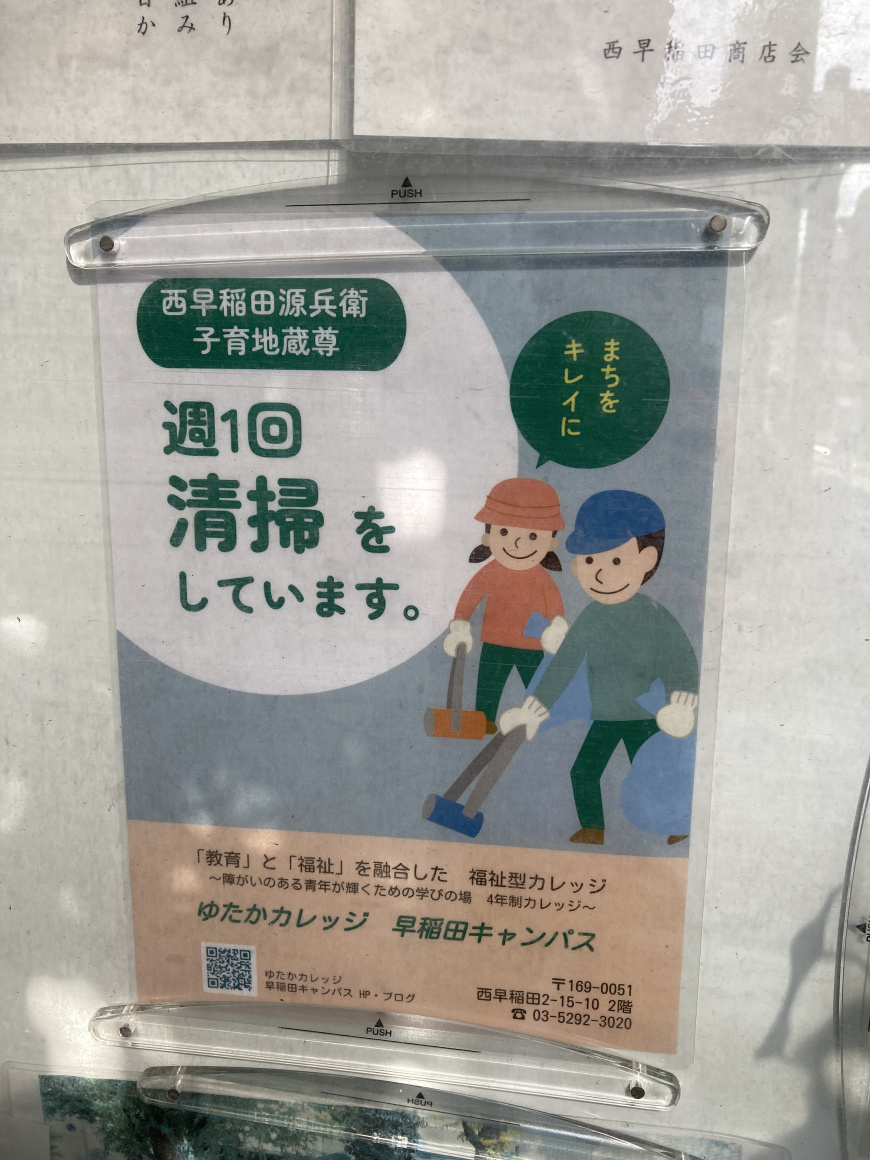 西早稲田商店会
PUSH
西早稲田源兵衛
子育地蔵尊
まちを
キレイに
週1回
清掃を
しています。
「教育」と「福祉」を融合した 福祉型カレッジ
〜障がいのある青年が輝くための学びの場 4年制カレッジ〜
ゆたかカレッジ 早稲田キャンパス
ゆたかカレッジ
早稲田キャンパス HP・ブログ
〒169-0051
西早稲田2-15-10 2階
☎ 03-5292-3020
PUSH
PUSH